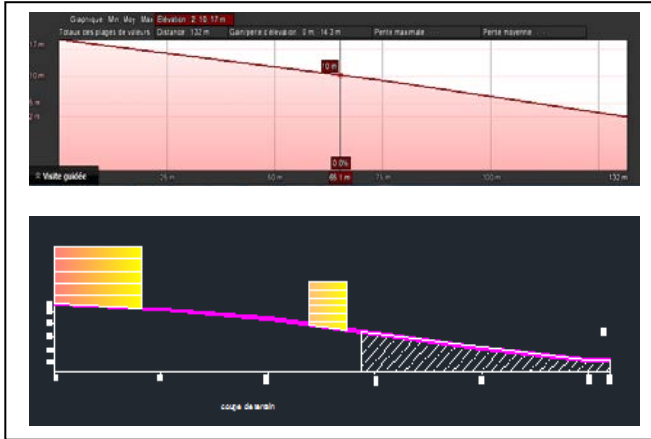 Graphique Min, Moy, Max Élévation 2, 10, 17 m
Totaux des plages de valeurs Distance: 132 m Gain/perte d'élévation: 0 m, -14.2 m Pente maximale Pente moyenne
10 m
10 m
2 m
0.0%
Visite guidée
25 m 50 m 65.1 m 75 m 100 m 132 m
coupe de terrain